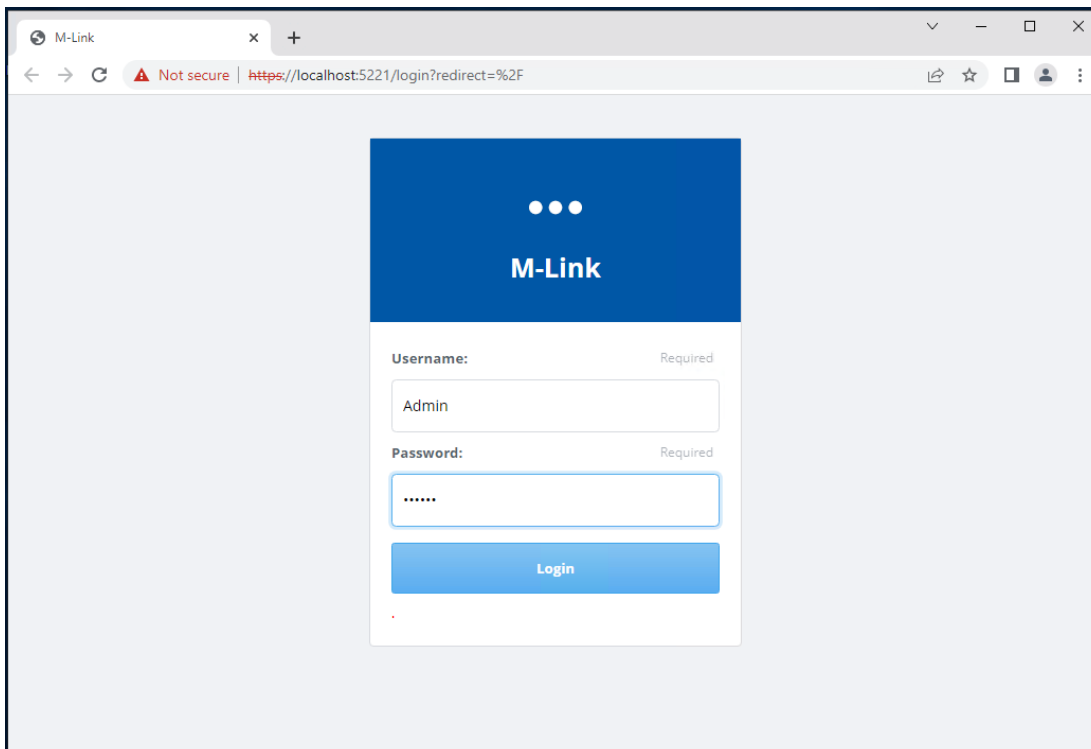 M-Link
Not secure https://localhost:5221/login?redirect=%2F
M-Link
Username: Required
Admin
Password: Required
••••••
Login
.